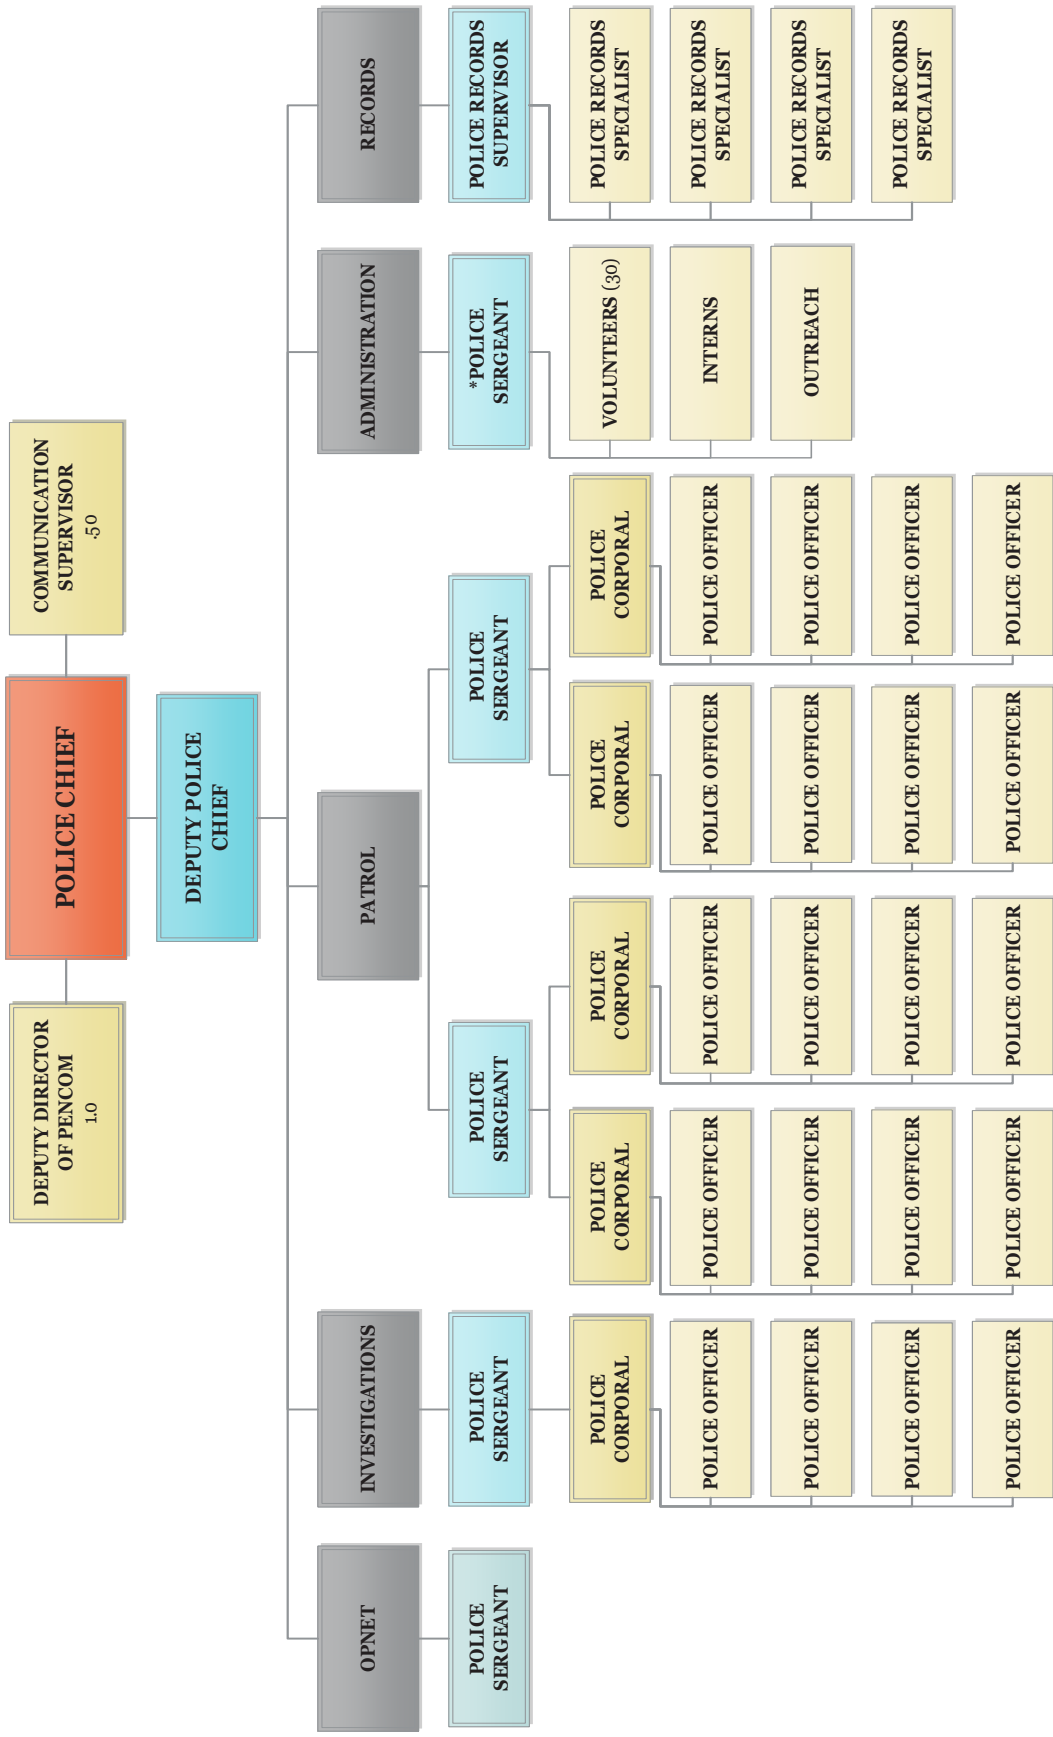 DEPUTY DIRECTOR
OF PENCOM
1.0
POLICE CHIEF
COMMUNICATION
SUPERVISOR
.50
DEPUTY POLICE
CHIEF
OPNET
INVESTIGATIONS
PATROL
ADMINISTRATION
RECORDS
POLICE
SERGEANT
POLICE
SERGEANT
POLICE
SERGEANT
POLICE
SERGEANT
*POLICE
SERGEANT
POLICE RECORDS
SUPERVISOR
POLICE
CORPORAL
POLICE
CORPORAL
POLICE
CORPORAL
POLICE
CORPORAL
POLICE
CORPORAL
VOLUNTEERS (30)
POLICE RECORDS
SPECIALIST
POLICE OFFICER
POLICE OFFICER
POLICE OFFICER
POLICE OFFICER
POLICE OFFICER
INTERNS
POLICE RECORDS
SPECIALIST
POLICE OFFICER
POLICE OFFICER
POLICE OFFICER
POLICE OFFICER
POLICE OFFICER
OUTREACH
POLICE RECORDS
SPECIALIST
POLICE OFFICER
POLICE OFFICER
POLICE OFFICER
POLICE OFFICER
POLICE OFFICER
POLICE RECORDS
SPECIALIST
POLICE OFFICER
POLICE OFFICER
POLICE OFFICER
POLICE OFFICER
POLICE OFFICER